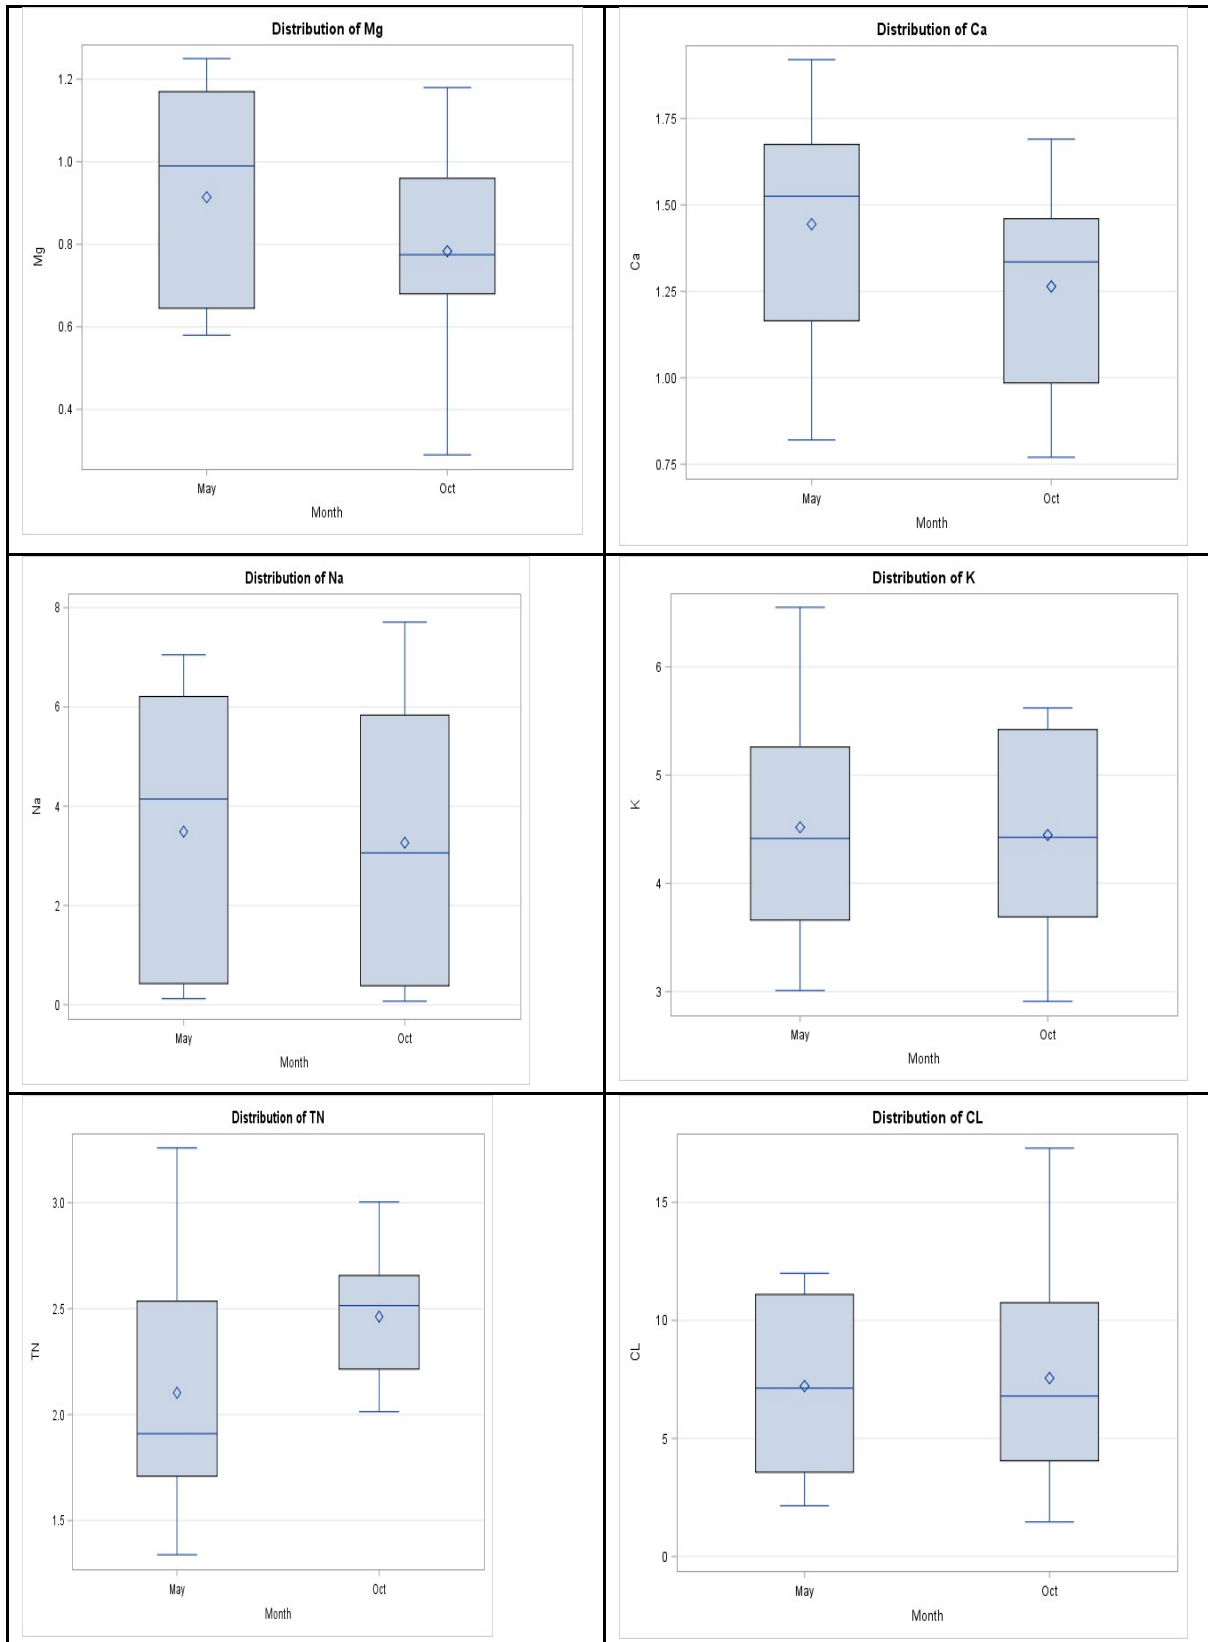 Distribution of Mg
1.2
1.0
0.8
0.6
0.4
Mg
May Oct
Month
Distribution of Ca
1.75
1.50
1.25
1.00
0.75
Ca
May Oct
Month
Distribution of Na
8
6
4
2
0
Na
May Oct
Month
Distribution of K
6
5
4
3
K
May Oct
Month
Distribution of TN
3.0
2.5
2.0
1.5
TN
May Oct
Month
Distribution of CL
15
10
5
0
CL
May Oct
Month